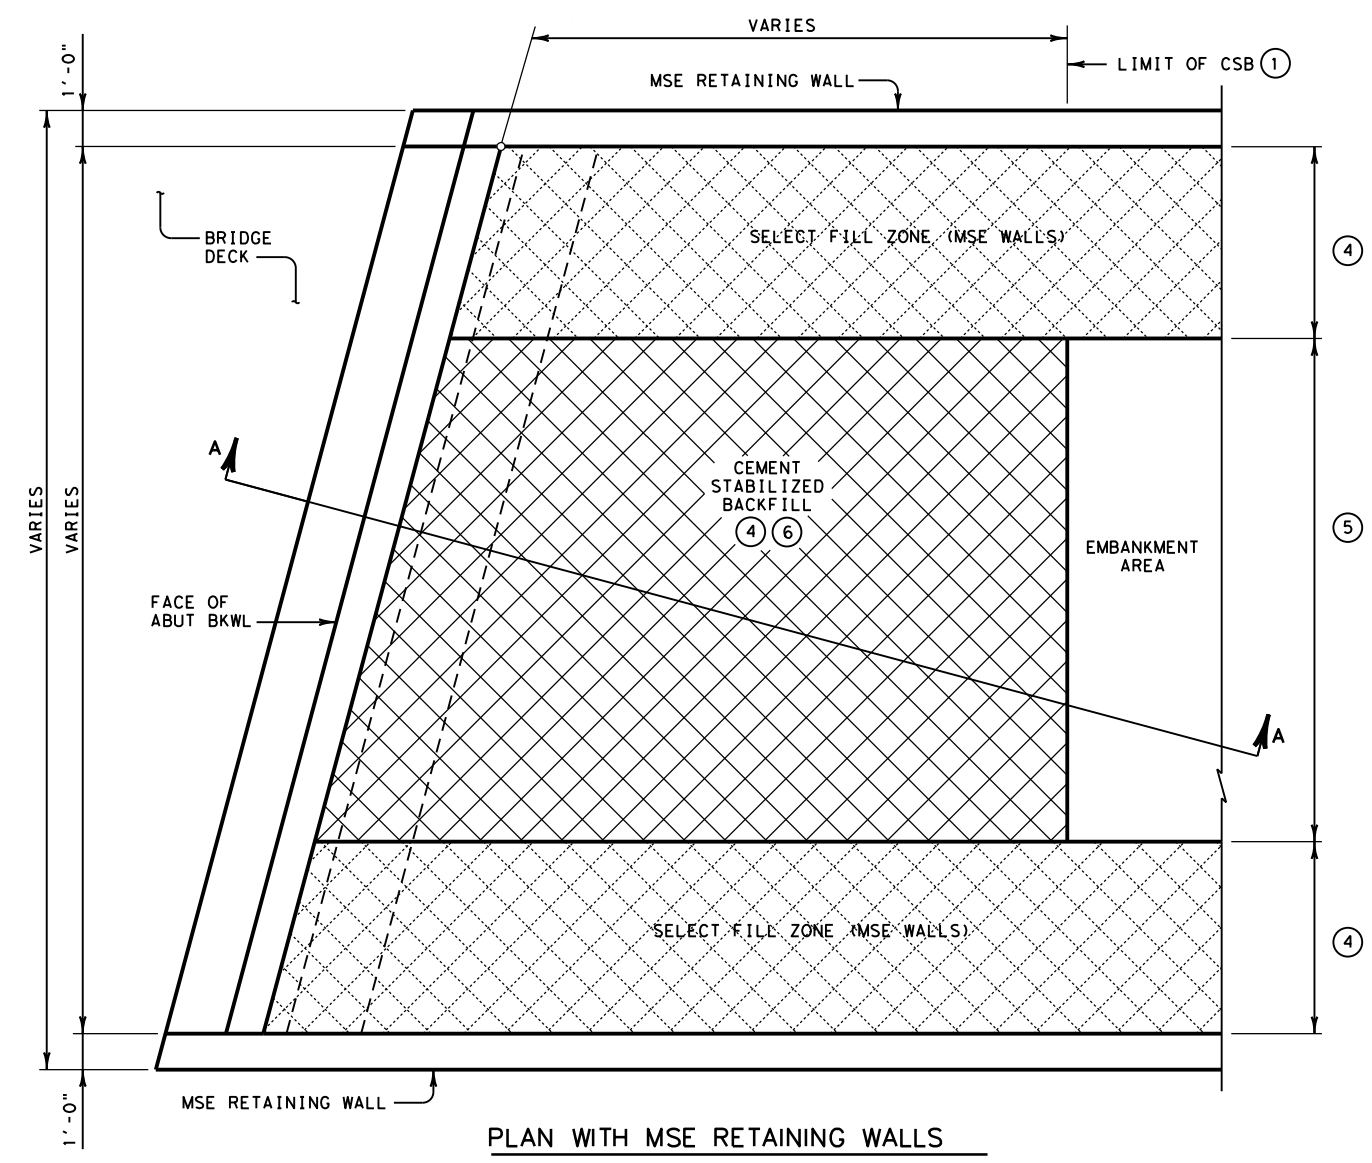 VARIES
1'-0"
LIMIT OF CSB 1
MSE RETAINING WALL
BRIDGE
DECK
SELECT FILL ZONE (MSE WALLS)
4
A
CEMENT
STABILIZED
BACKFILL
4 6
VARIES
VARIES
5
EMBANKMENT
AREA
FACE OF
ABUT BKWL
A
SELECT FILL ZONE (MSE WALLS)
4
MSE RETAINING WALL
1'-0"
PLAN WITH MSE RETAINING WALLS